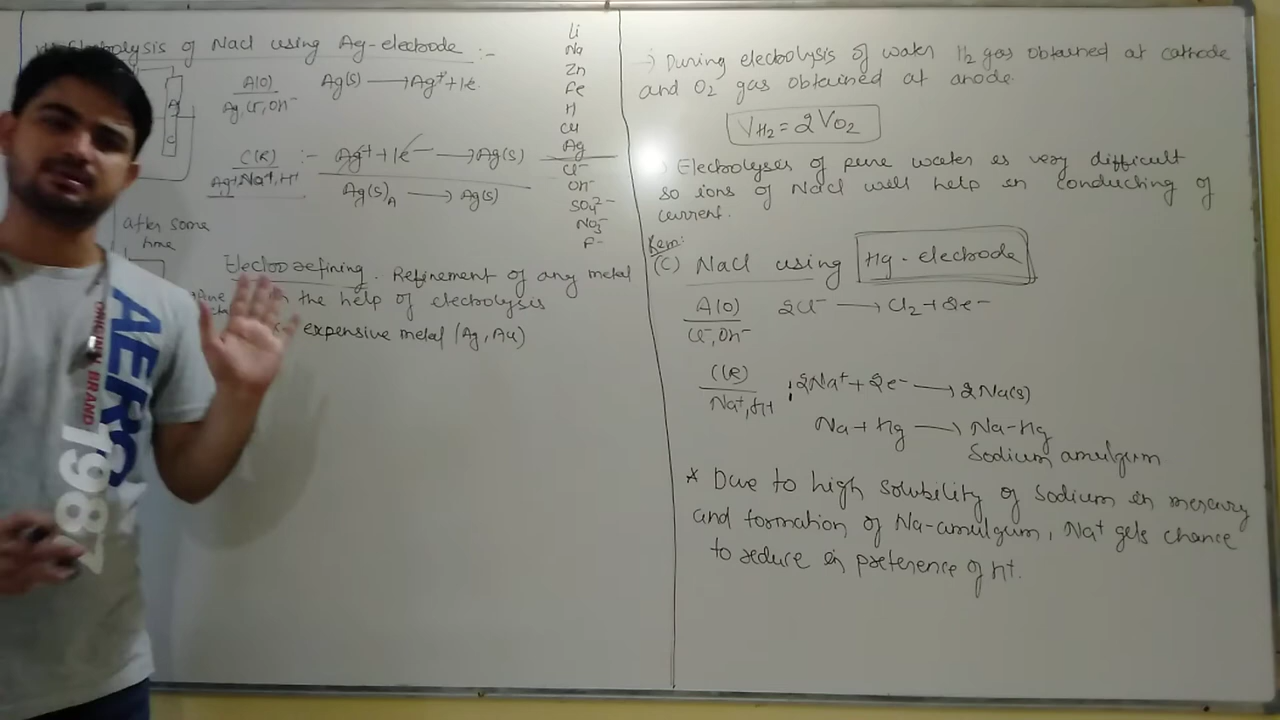 Electrolysis of Nacl using Ag-electrode :-
A(O)
Ag, Cl⁻, OH⁻
Ag(s) ⟶ Ag⁺ + 1e⁻
C(R) :-
Ag⁺, Na⁺, H⁺
Ag⁺ + 1e⁻ ⟶ Ag(s)
Ag(s)A ⟶ Ag(s)
after some
time
Electrorefining. Refinement of any metal
the help of electrolysis
expensive metal (Ag, Au)
Li
Na
Zn
Fe
H
Cu
Ag
Cl⁻
OH⁻
SO₄²⁻
NO₃⁻
F⁻
During electrolysis of water H₂ gas obtained at cathode
and O₂ gas obtained at anode.
VH₂ = 2VO₂
Electrolyses of pure water is very difficult
so ions of Nacl will help in conducting of
current.
Rem:
(C) Nacl using Hg-electrode
A(O)
Cl⁻, OH⁻
2Cl⁻ ⟶ Cl₂ + 2e⁻
C(R) :
Na⁺, H⁺
2Na⁺ + 2e⁻ ⟶ 2Na(s)
Na + Hg ⟶ Na-Hg
Sodium amulgum
* Due to high solubility of sodium in mercury
and formation of Na-amulgum, Na⁺ gets chance
to reduce in preference of H⁺.
AERO
ORIGINAL BRAND
1987